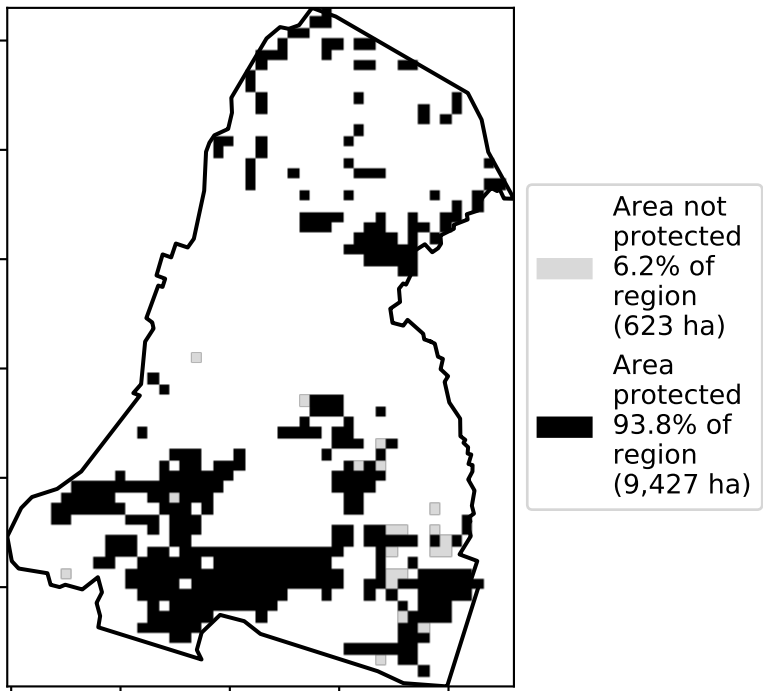 Area not
protected
6.2% of
region
(623 ha)
Area
protected
93.8% of
region
(9,427 ha)